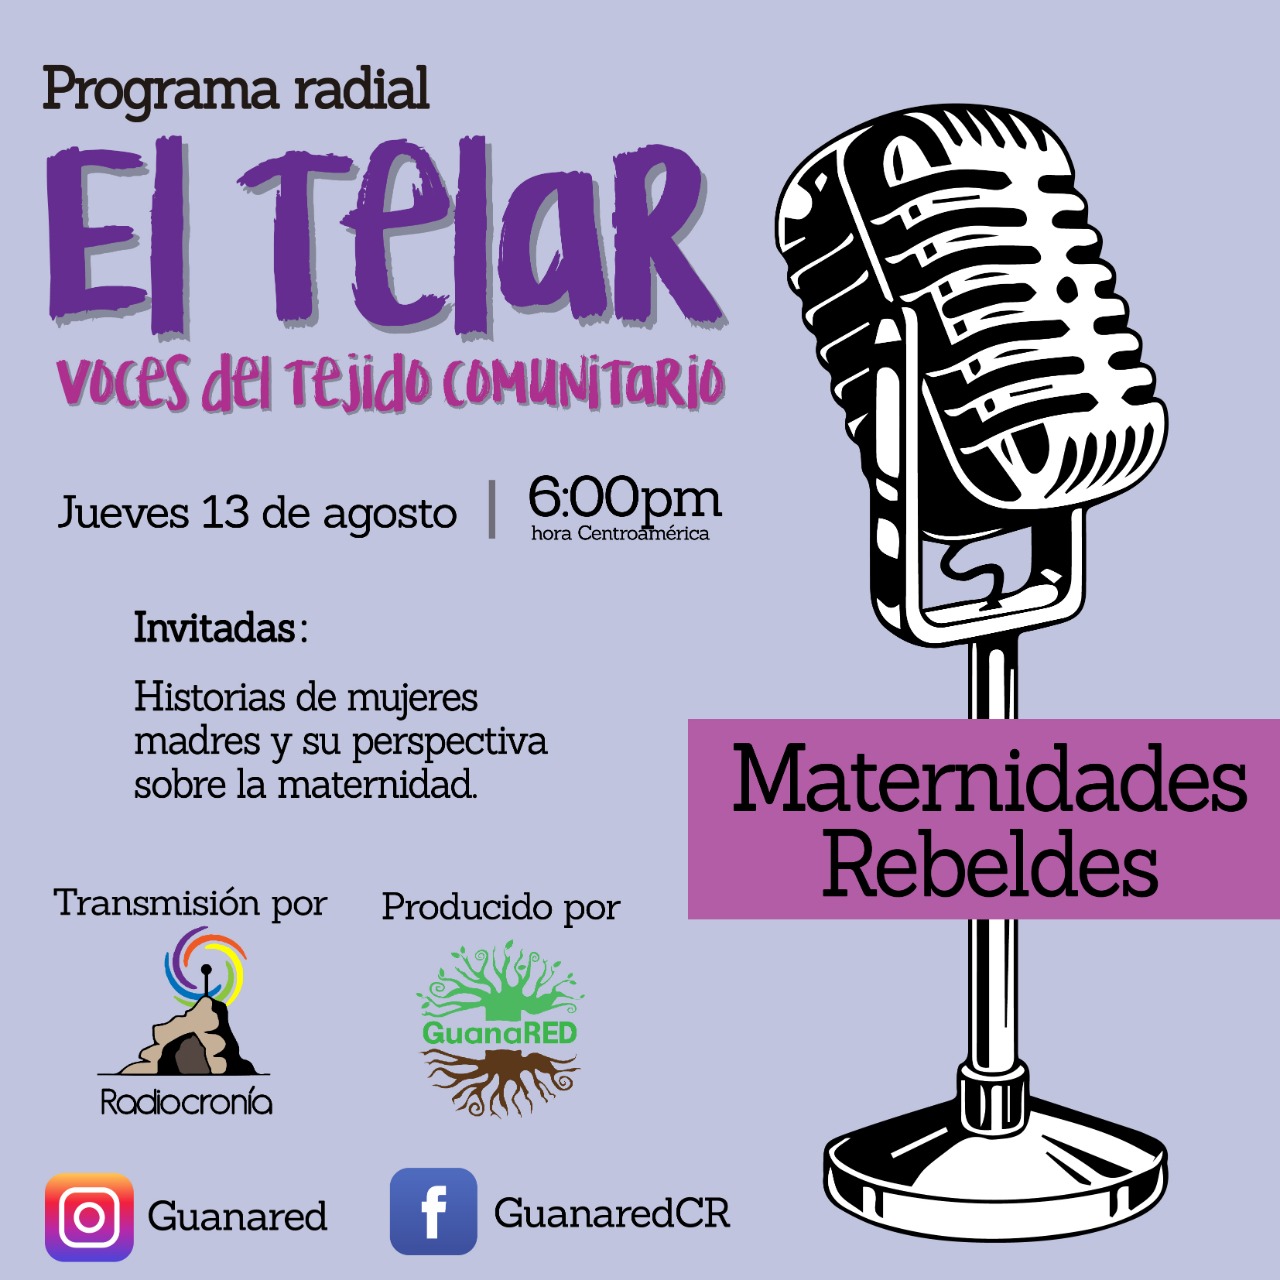 Programa radial
El Telar
voces del tejido comunitario
Jueves 13 de agosto
6:00pm
hora Centroamérica
Invitadas:
Historias de mujeres
madres y su perspectiva
sobre la maternidad.
Maternidades
Rebeldes
Transmisión por
Radiocronía
Producido por
GuanaRED
Guanared
GuanaredCR